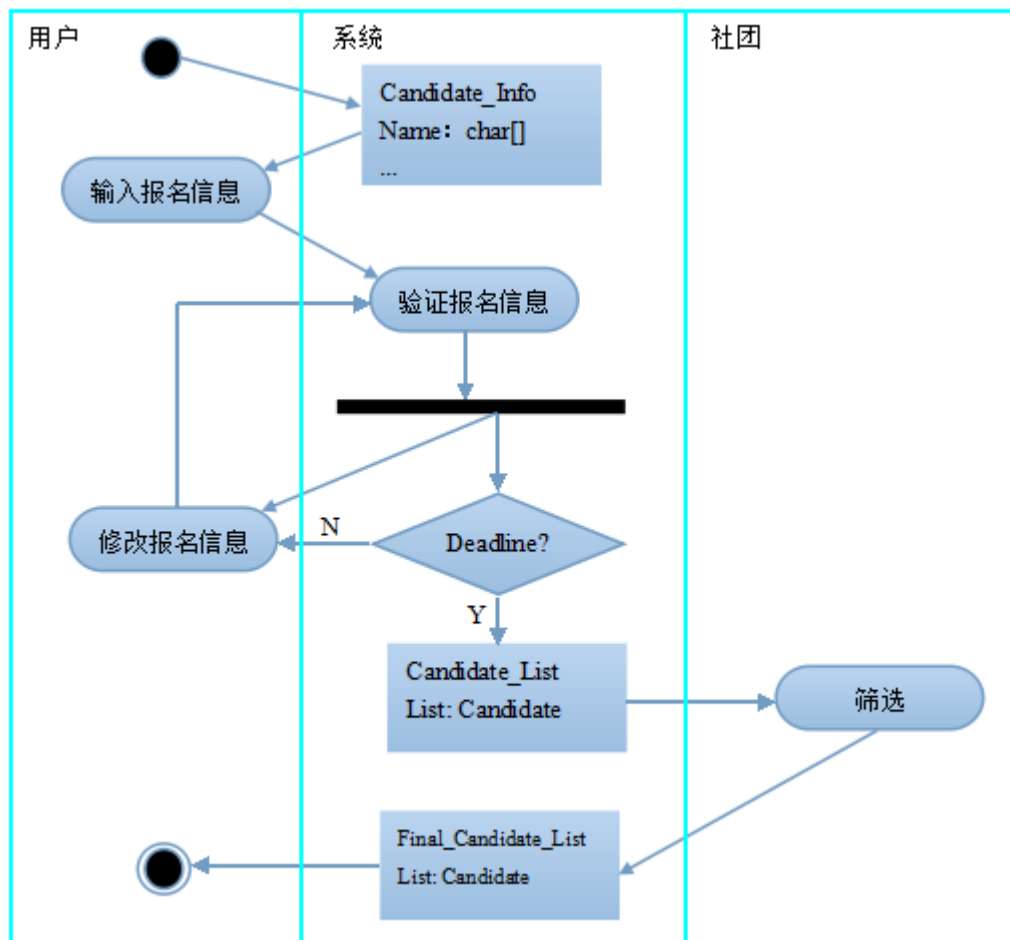 用户
系统
社团
Candidate_Info
Name：char[]
...
输入报名信息
验证报名信息
修改报名信息
N
Deadline?
Y
Candidate_List
List: Candidate
筛选
Final_Candidate_List
List: Candidate